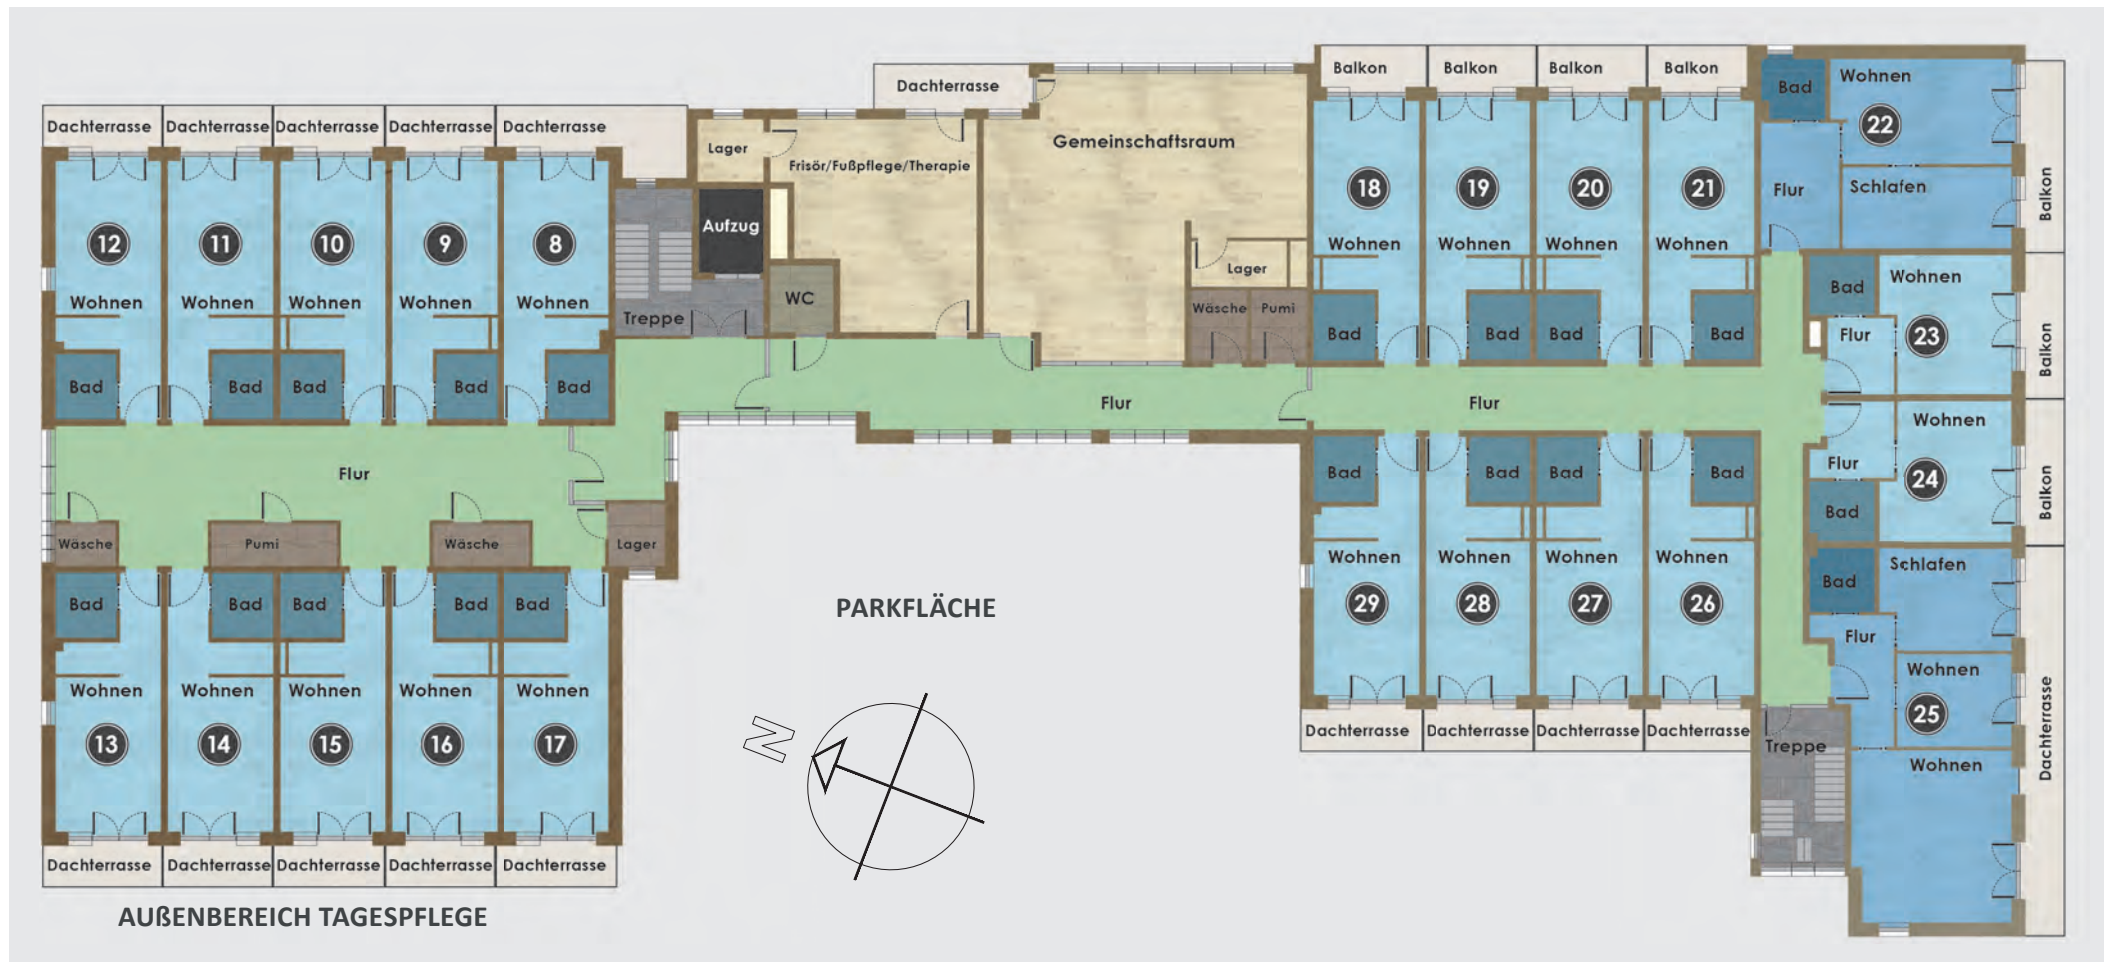 Balkon
Balkon
Balkon
Balkon
Wohnen
Bad
22
Dachterrasse
Dachterrasse
Dachterrasse
Dachterrasse
Dachterrasse
Dachterrasse
Lager
Frisör/Fußpflege/Therapie
Gemeinschaftsraum
Flur
Schlafen
Balkon
18
19
20
21
12
11
10
9
8
Aufzug
Wohnen
Wohnen
Wohnen
Wohnen
Lager
Wohnen
Wohnen
Wohnen
Wohnen
Wohnen
WC
Treppe
Wäsche
Pumi
Bad
Bad
Bad
Bad
Bad
Wohnen
Flur
23
Balkon
Bad
Bad
Bad
Bad
Bad
Flur
Flur
Wohnen
Flur
24
Bad
Balkon
Flur
Bad
Bad
Bad
Bad
Wäsche
Pumi
Wäsche
Lager
Wohnen
Wohnen
Wohnen
Wohnen
Bad
Schlafen
Bad
Bad
Bad
Bad
Bad
PARKFLÄCHE
29
28
27
26
Flur
Wohnen
25
Dachterrasse
Wohnen
Wohnen
Wohnen
Wohnen
Wohnen
13
14
15
16
17
N
Dachterrasse
Dachterrasse
Dachterrasse
Dachterrasse
Treppe
Wohnen
Dachterrasse
Dachterrasse
Dachterrasse
Dachterrasse
Dachterrasse
AUßENBEREICH TAGESPFLEGE